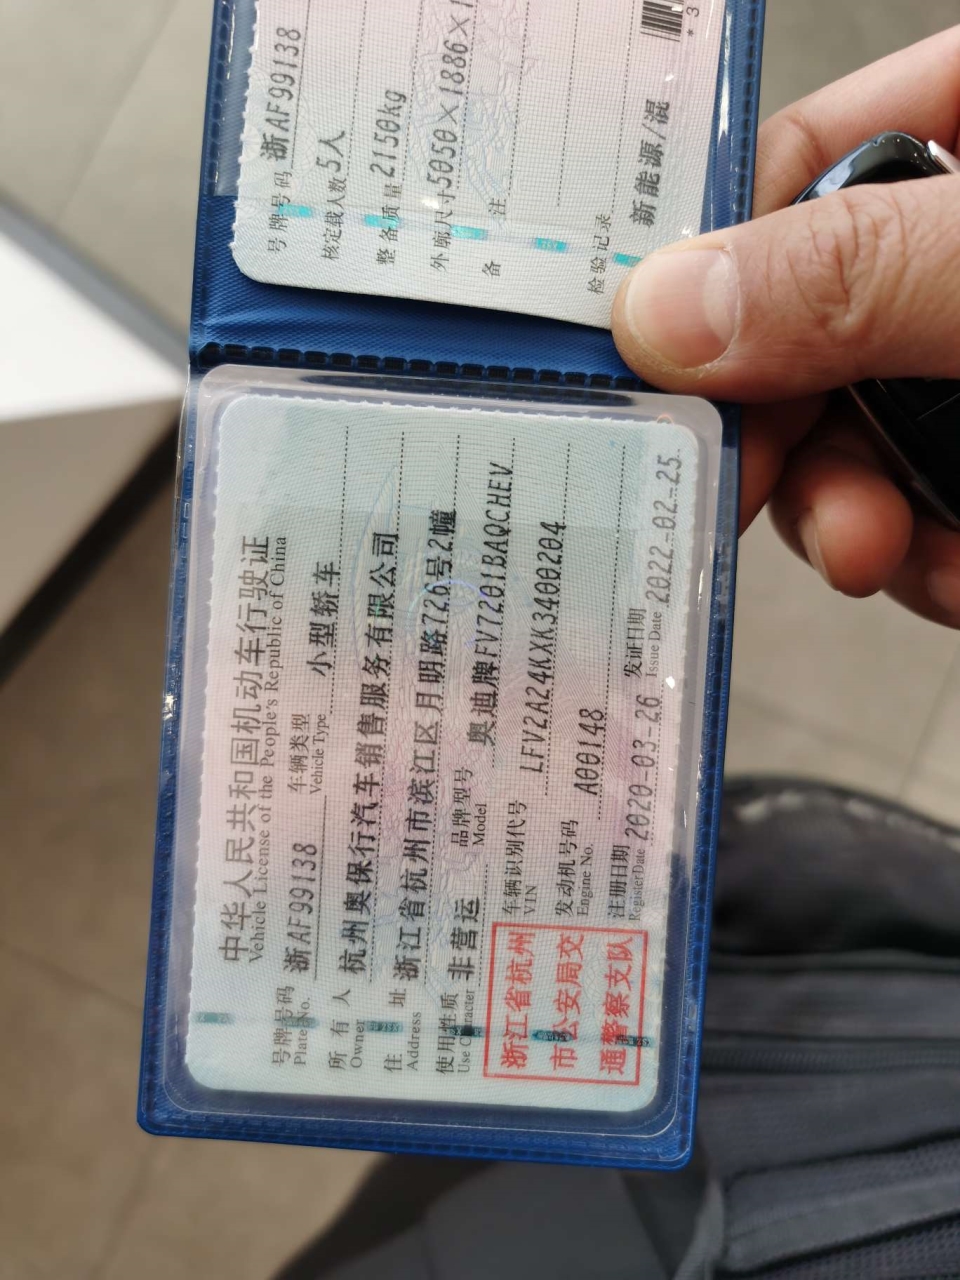 中华人民共和国机动车行驶证
Vehicle License of the People's Republic of China
号牌号码 浙AF99138 车辆类型 小型轿车
Plate No. Vehicle Type
所有人 杭州奥保行汽车销售服务有限公司
Owner
住址 浙江省杭州市滨江区月明路726号2幢
Address
使用性质 非营运 品牌型号 奥迪牌FV7201BAQCHEV
Use Character Model
浙江省杭州
市公安局交
通警察支队
车辆识别代号 LFV2A24KXK3400204
VIN
发动机号码 A00148
Engine No.
注册日期 2020-03-26 发证日期 2022-02-25
Register Date Issue Date
号牌号码 浙AF99138
核定载人数 5人
整备质量 2150kg
外廓尺寸 5050×1886×1
备注
检验记录
新能源/混
* 3